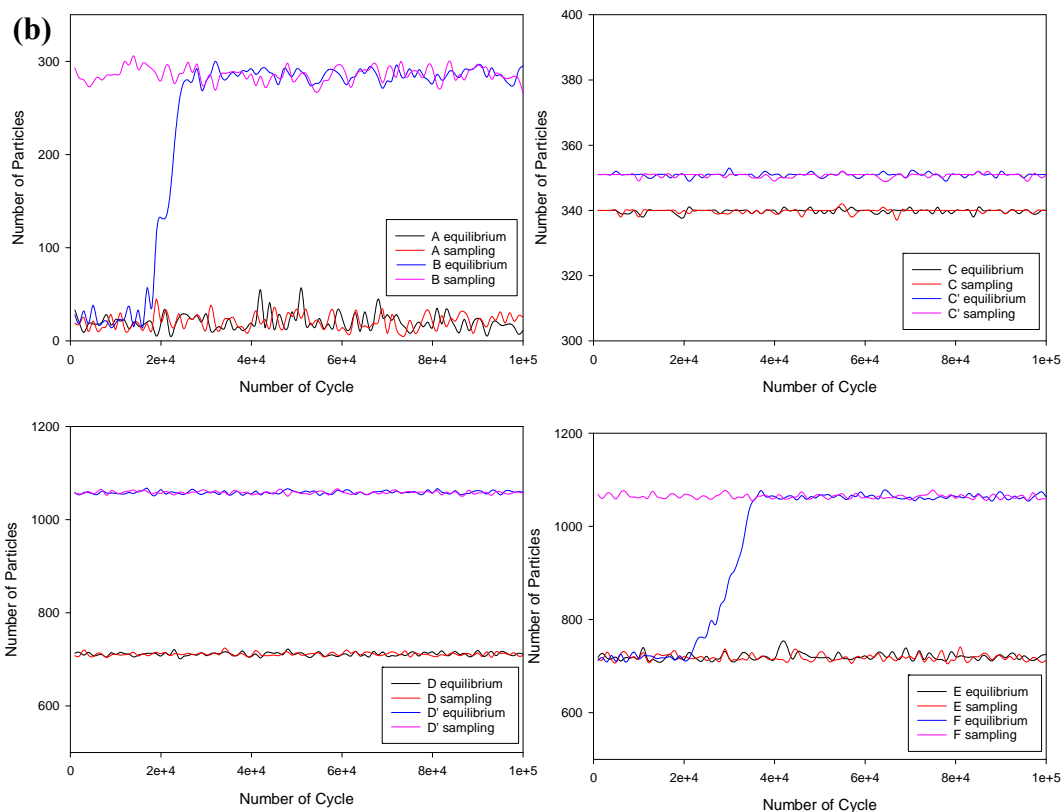 (b)
Number of Particles
300
200
100
0
0
2e+4
4e+4
6e+4
8e+4
1e+5
Number of Cycle
A equilibrium
A sampling
B equilibrium
B sampling
Number of Particles
400
380
360
340
320
300
0
2e+4
4e+4
6e+4
8e+4
1e+5
Number of Cycle
C equilibrium
C sampling
C' equilibrium
C' sampling
Number of Particles
1200
1000
800
600
0
2e+4
4e+4
6e+4
8e+4
1e+5
Number of Cycle
D equilibrium
D sampling
D' equilibrium
D' sampling
Number of Particles
1200
1000
800
600
0
2e+4
4e+4
6e+4
8e+4
1e+5
Number of Cycle
E equilibrium
E sampling
F equilibrium
F sampling